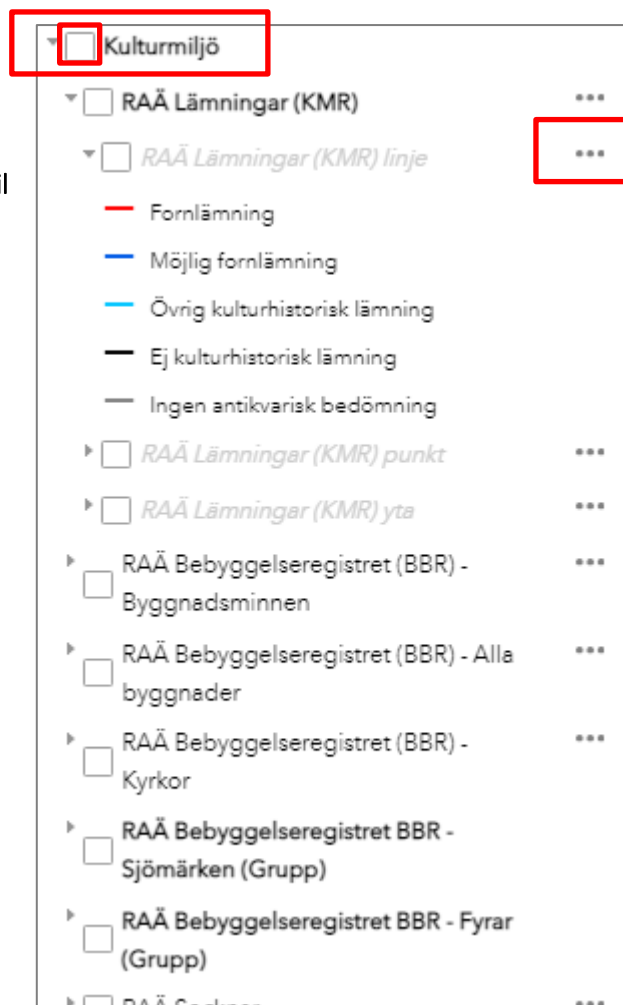 Kulturmiljö
RAÄ Lämningar (KMR)
RAÄ Lämningar (KMR) linje
il
Fornlämning
Möjlig fornlämning
Övrig kulturhistorisk lämning
Ej kulturhistorisk lämning
Ingen antikvarisk bedömning
RAÄ Lämningar (KMR) punkt
RAÄ Lämningar (KMR) yta
RAÄ Bebyggelseregistret (BBR) -
Byggnadsminnen
RAÄ Bebyggelseregistret (BBR) - Alla
byggnader
RAÄ Bebyggelseregistret (BBR) -
Kyrkor
RAÄ Bebyggelseregistret BBR -
Sjömärken (Grupp)
RAÄ Bebyggelseregistret BBR - Fyrar
(Grupp)
RAÄ